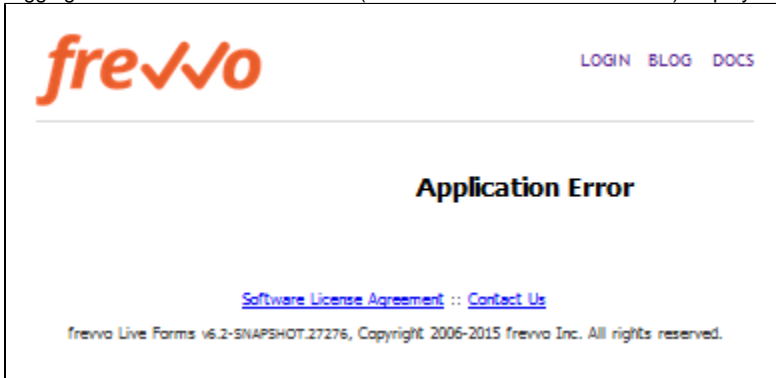 frevvo
LOGIN BLOG DOCS
Application Error
Software License Agreement :: Contact Us
frevvo Live Forms v6.2-SNAPSHOT.27276, Copyright 2006-2015 frevvo Inc. All rights reserved.